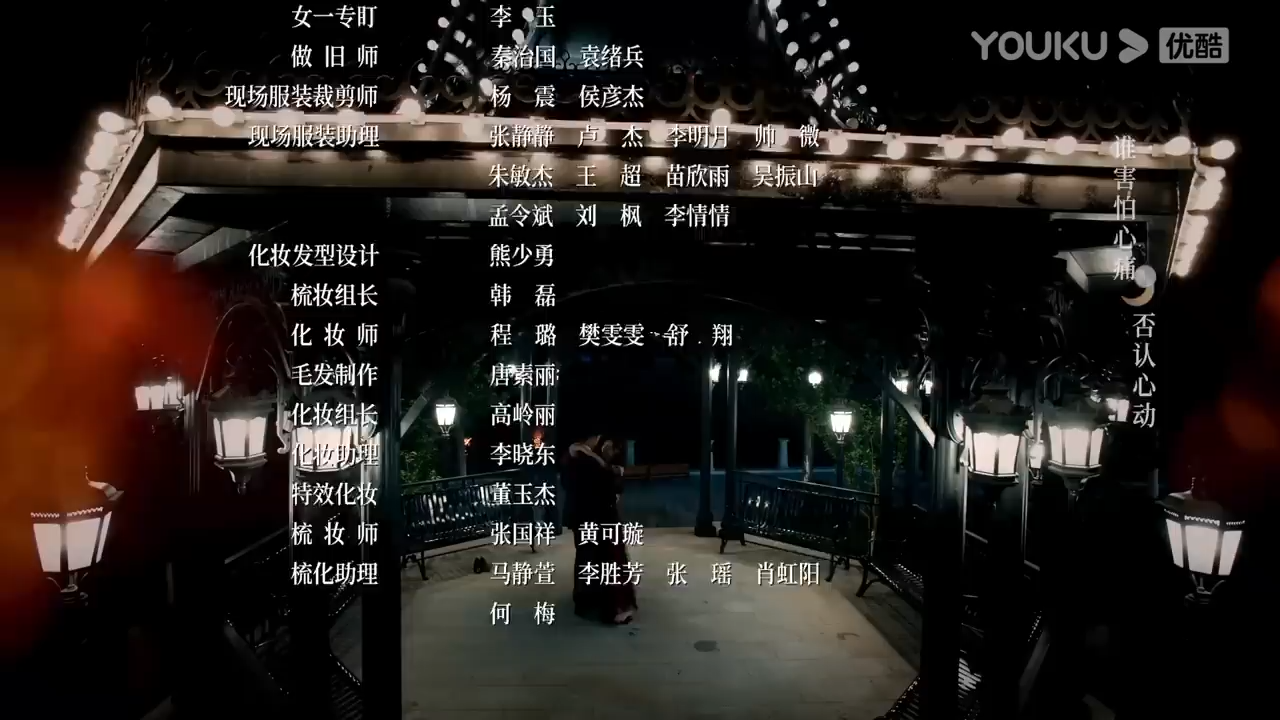 女一专盯 李玉
做旧师 秦治国 袁绪兵
现场服装裁剪师 杨震 侯彦杰
现场服装助理 张静静 卢杰 李明月 帅微
朱敏杰 王超 苗欣雨 吴振山
孟令斌 刘枫 李情情
化妆发型设计 熊少勇
梳妆组长 韩磊
化妆师 程璐 樊雯雯 舒翔
毛发制作 唐素丽
化妆组长 高岭丽
化妆助理 李晓东
特效化妆 董玉杰
梳妆师 张国祥 黄可璇
梳化助理 马静萱 李胜芳 张瑶 肖虹阳
何梅
YOUKU 优酷
谁害怕心痛
否认心动